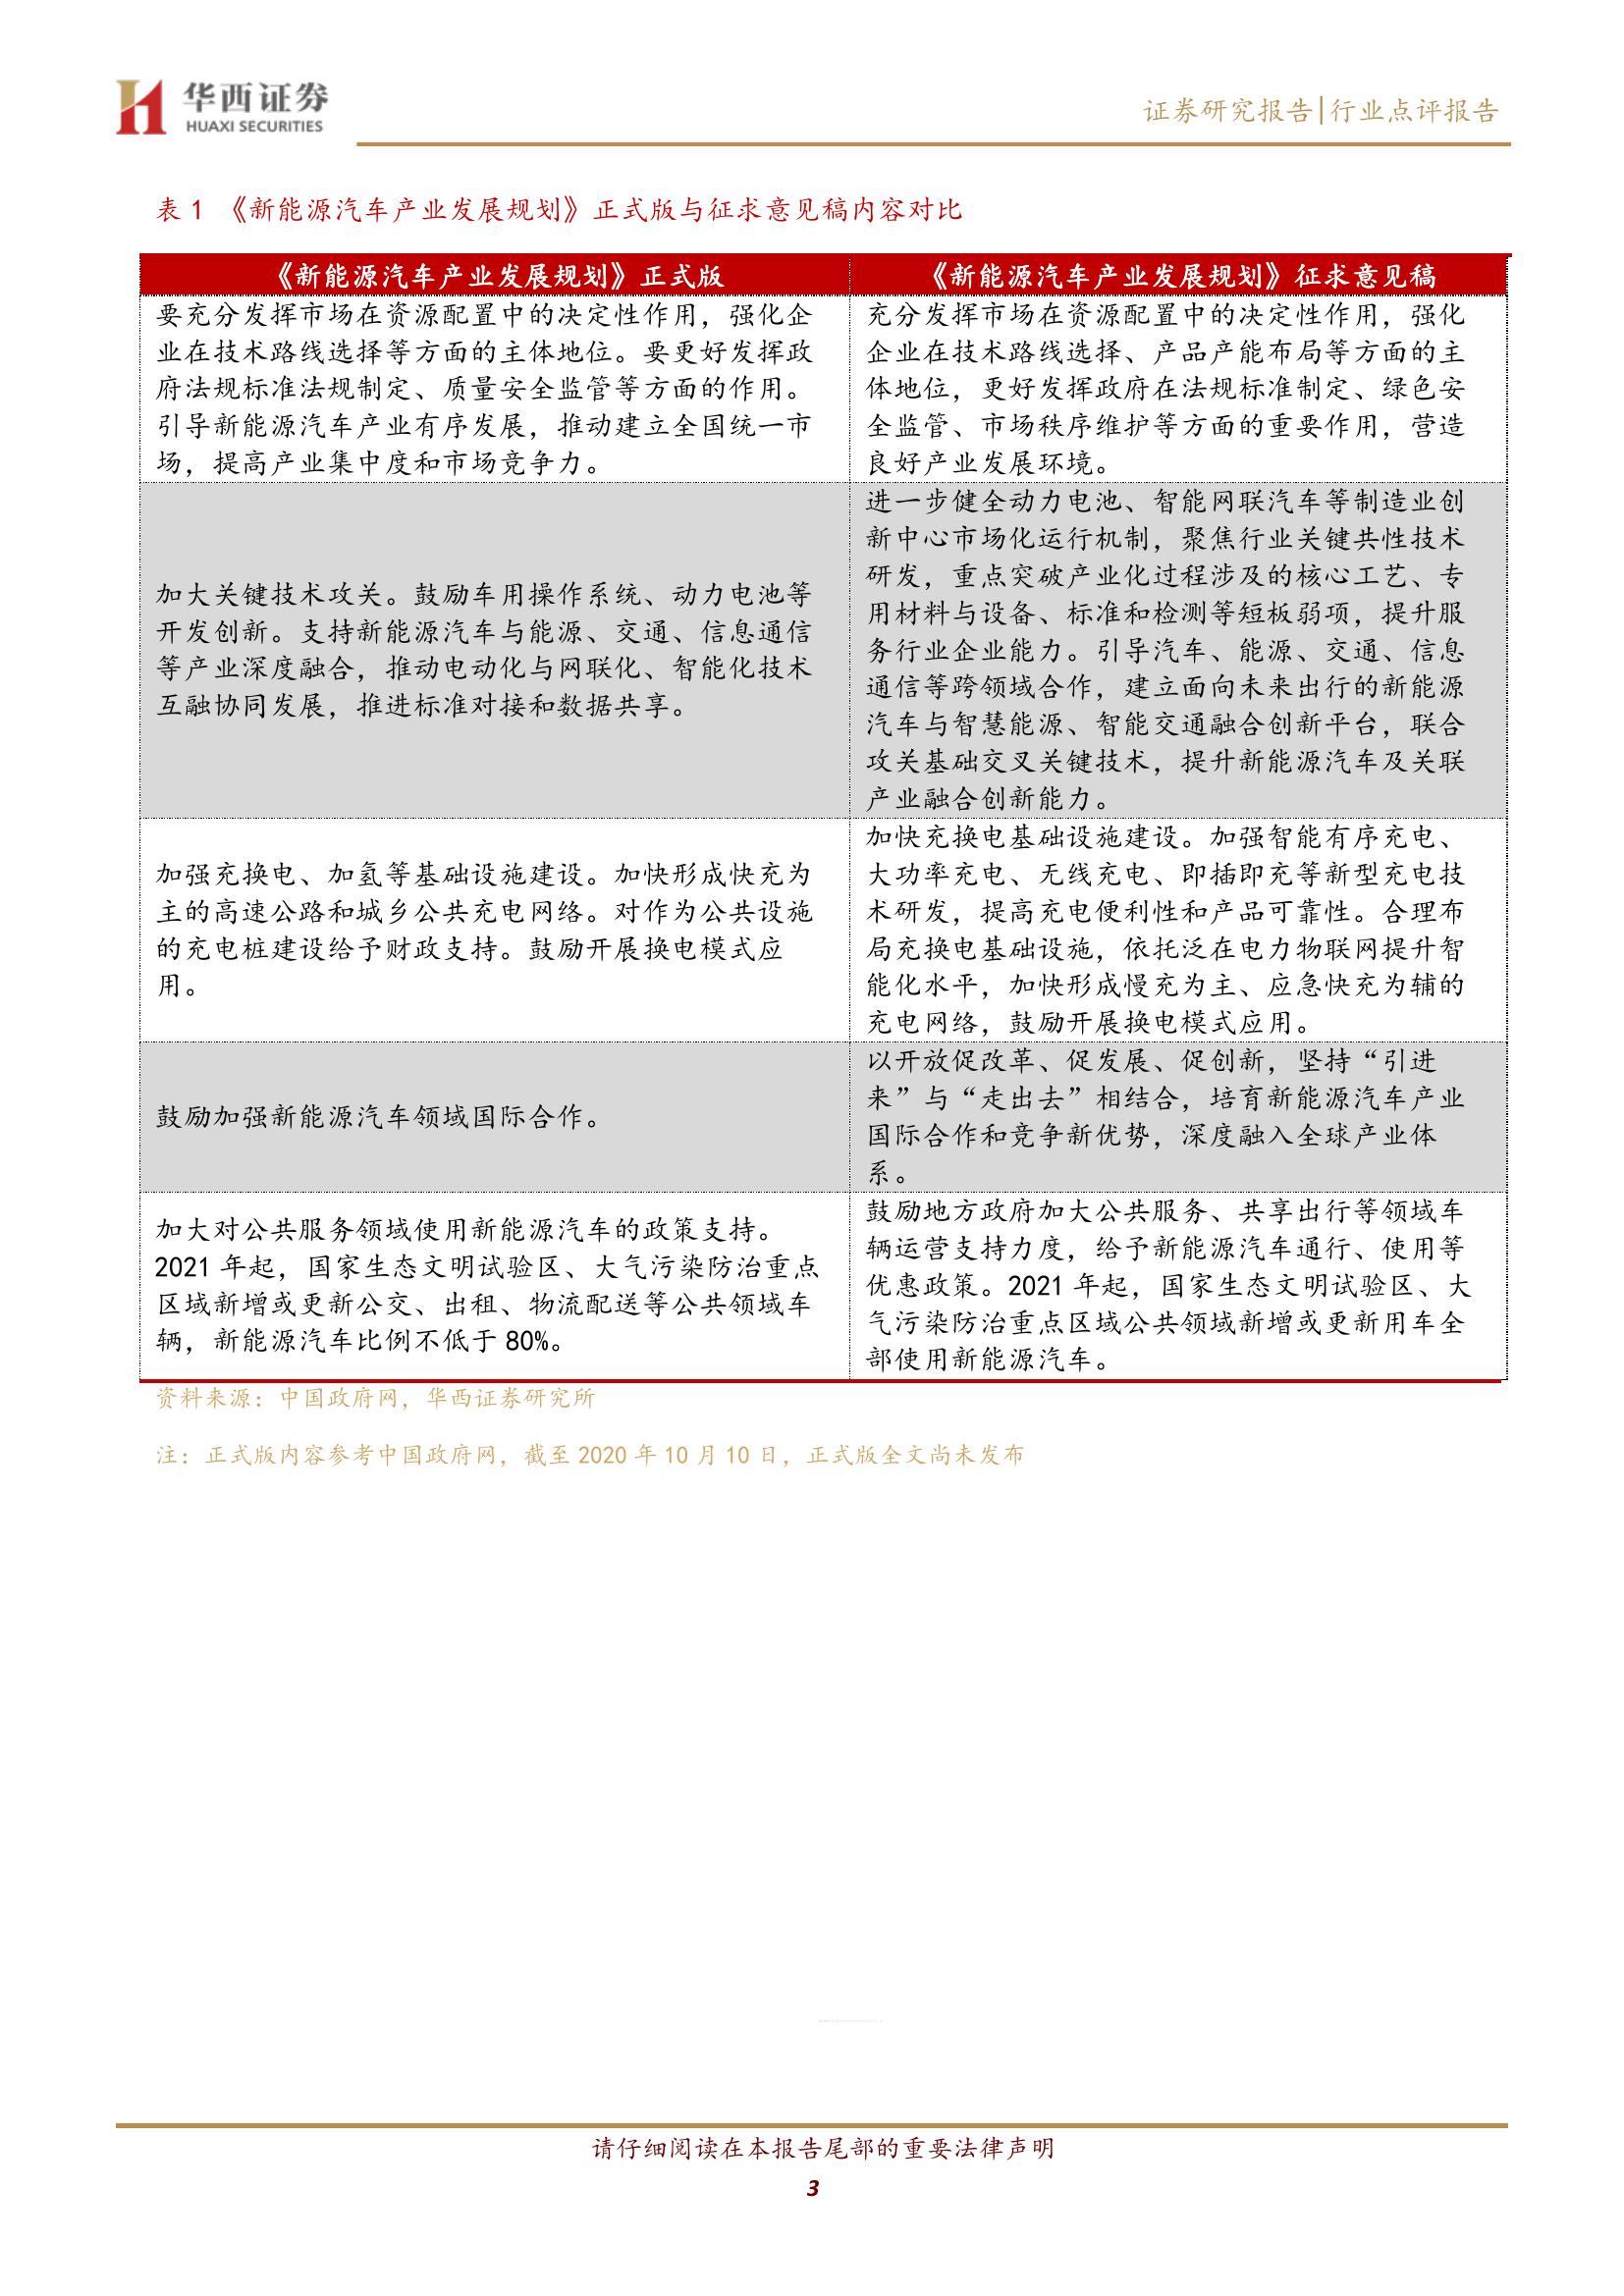 华西证券
HUAXI SECURITIES
证券研究报告|行业点评报告
表 1 《新能源汽车产业发展规划》正式版与征求意见稿内容对比
《新能源汽车产业发展规划》正式版
《新能源汽车产业发展规划》征求意见稿
要充分发挥市场在资源配置中的决定性作用，强化企
业在技术路线选择等方面的主体地位。要更好发挥政
府法规标准法规制定、质量安全监管等方面的作用。
引导新能源汽车产业有序发展，推动建立全国统一市
场，提高产业集中度和市场竞争力。
充分发挥市场在资源配置中的决定性作用，强化
企业在技术路线选择、产品产能布局等方面的主
体地位，更好发挥政府在法规标准制定、绿色安
全监管、市场秩序维护等方面的重要作用，营造
良好产业发展环境。
加大关键技术攻关。鼓励车用操作系统、动力电池等
开发创新。支持新能源汽车与能源、交通、信息通信
等产业深度融合，推动电动化与网联化、智能化技术
互融协同发展，推进标准对接和数据共享。
进一步健全动力电池、智能网联汽车等制造业创
新中心市场化运行机制，聚焦行业关键共性技术
研发，重点突破产业化过程涉及的核心工艺、专
用材料与设备、标准和检测等短板弱项，提升服
务行业企业能力。引导汽车、能源、交通、信息
通信等跨领域合作，建立面向未来出行的新能源
汽车与智慧能源、智能交通融合创新平台，联合
攻关基础交叉关键技术，提升新能源汽车及关联
产业融合创新能力。
加强充换电、加氢等基础设施建设。加快形成快充为
主的高速公路和城乡公共充电网络。对作为公共设施
的充电桩建设给予财政支持。鼓励开展换电模式应
用。
加快充换电基础设施建设。加强智能有序充电、
大功率充电、无线充电、即插即充等新型充电技
术研发，提高充电便利性和产品可靠性。合理布
局充换电基础设施，依托泛在电力物联网提升智
能化水平，加快形成慢充为主、应急快充为辅的
充电网络，鼓励开展换电模式应用。
鼓励加强新能源汽车领域国际合作。
以开放促改革、促发展、促创新，坚持“引进
来”与“走出去”相结合，培育新能源汽车产业
国际合作和竞争新优势，深度融入全球产业体
系。
加大对公共服务领域使用新能源汽车的政策支持。
2021 年起，国家生态文明试验区、大气污染防治重点
区域新增或更新公交、出租、物流配送等公共领域车
辆，新能源汽车比例不低于 80%。
鼓励地方政府加大公共服务、共享出行等领域车
辆运营支持力度，给予新能源汽车通行、使用等
优惠政策。2021 年起，国家生态文明试验区、大
气污染防治重点区域公共领域新增或更新用车全
部使用新能源汽车。
资料来源：中国政府网，华西证券研究所
注：正式版内容参考中国政府网，截至 2020 年 10 月 10 日，正式版全文尚未发布
请仔细阅读在本报告尾部的重要法律声明
3